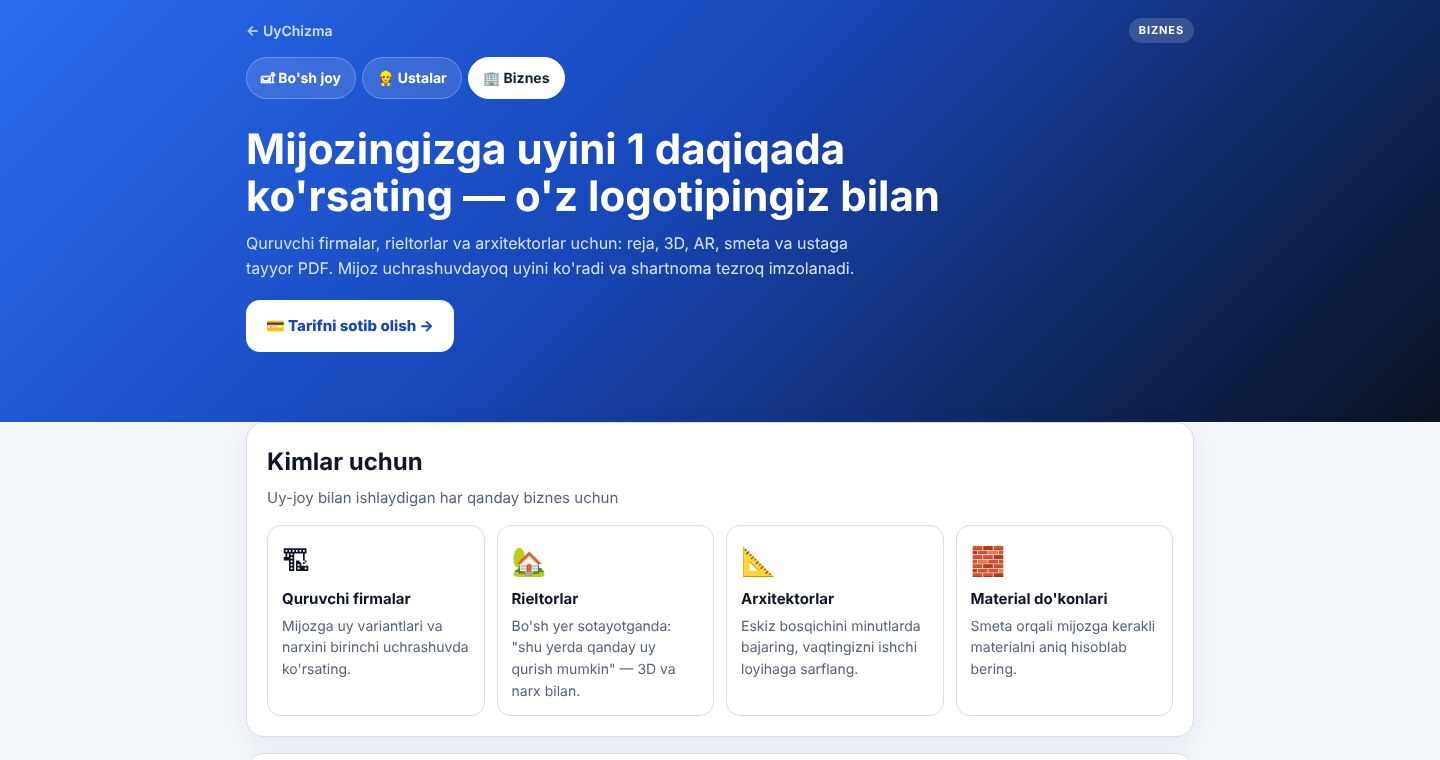 ← UyChizma
BIZNES
🛋 Bo'sh joy
👷 Ustalar
🏢 Biznes
Mijozingizga uyini 1 daqiqada
ko'rsating — o'z logotipingiz bilan
Quruvchi firmalar, rieltorlar va arxitektorlar uchun: reja, 3D, AR, smeta va ustaga
tayyor PDF. Mijoz uchrashuvdayoq uyini ko'radi va shartnoma tezroq imzolanadi.
💳 Tarifni sotib olish →
Kimlar uchun
Uy-joy bilan ishlaydigan har qanday biznes uchun
Quruvchi firmalar
Mijozga uy variantlari va
narxini birinchi uchrashuvda
ko'rsating.
Rieltorlar
Bo'sh yer sotayotganda:
"shu yerda qanday uy
qurish mumkin" — 3D va
narx bilan.
Arxitektorlar
Eskiz bosqichini minutlarda
bajaring, vaqtingizni ishchi
loyihaga sarflang.
Material do'konlari
Smeta orqali mijozga kerakli
materialni aniq hisoblab
bering.